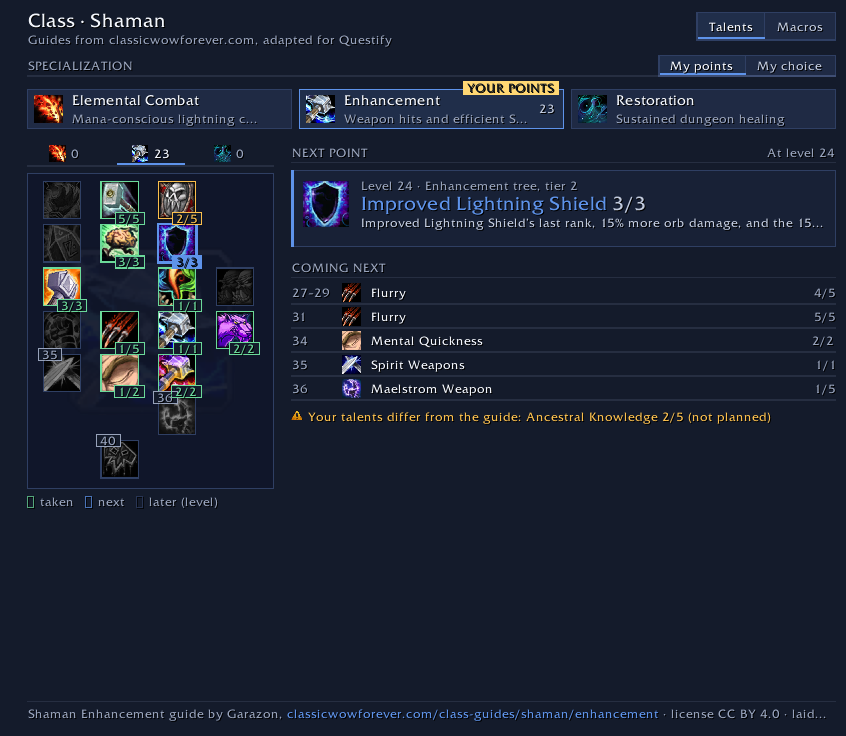 Class · Shaman
Guides from classicwowforever.com, adapted for Questify
Talents
Macros
SPECIALIZATION
My points
My choice
YOUR POINTS
Elemental Combat
Mana-conscious lightning c...
Enhancement
Weapon hits and efficient S...
23
Restoration
Sustained dungeon healing
0
23
0
5/5
2/5
3/3
3/3
3/3
1/1
1/5
1/1
2/2
35
1/2
2/2
36
40
taken
next
later (level)
NEXT POINT
At level 24
Level 24 · Enhancement tree, tier 2
Improved Lightning Shield 3/3
Improved Lightning Shield's last rank, 15% more orb damage, and the 15...
COMING NEXT
27-29 Flurry 4/5
31 Flurry 5/5
34 Mental Quickness 2/2
35 Spirit Weapons 1/1
36 Maelstrom Weapon 1/5
Your talents differ from the guide: Ancestral Knowledge 2/5 (not planned)
Shaman Enhancement guide by Garazon, classicwowforever.com/class-guides/shaman/enhancement · license CC BY 4.0 · laid...